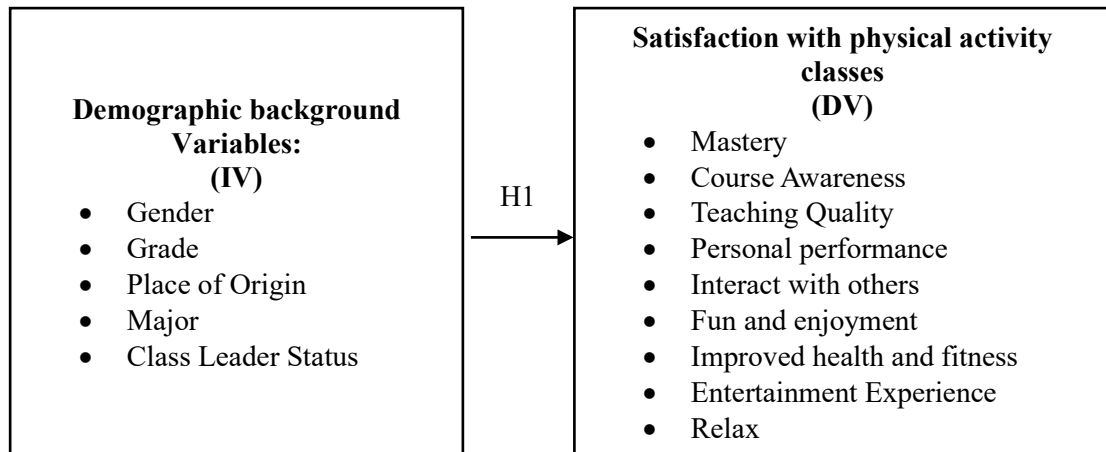 Demographic background
Variables:
(IV)
• Gender
• Grade
• Place of Origin
• Major
• Class Leader Status
H1
Satisfaction with physical activity
classes
(DV)
• Mastery
• Course Awareness
• Teaching Quality
• Personal performance
• Interact with others
• Fun and enjoyment
• Improved health and fitness
• Entertainment Experience
• Relax